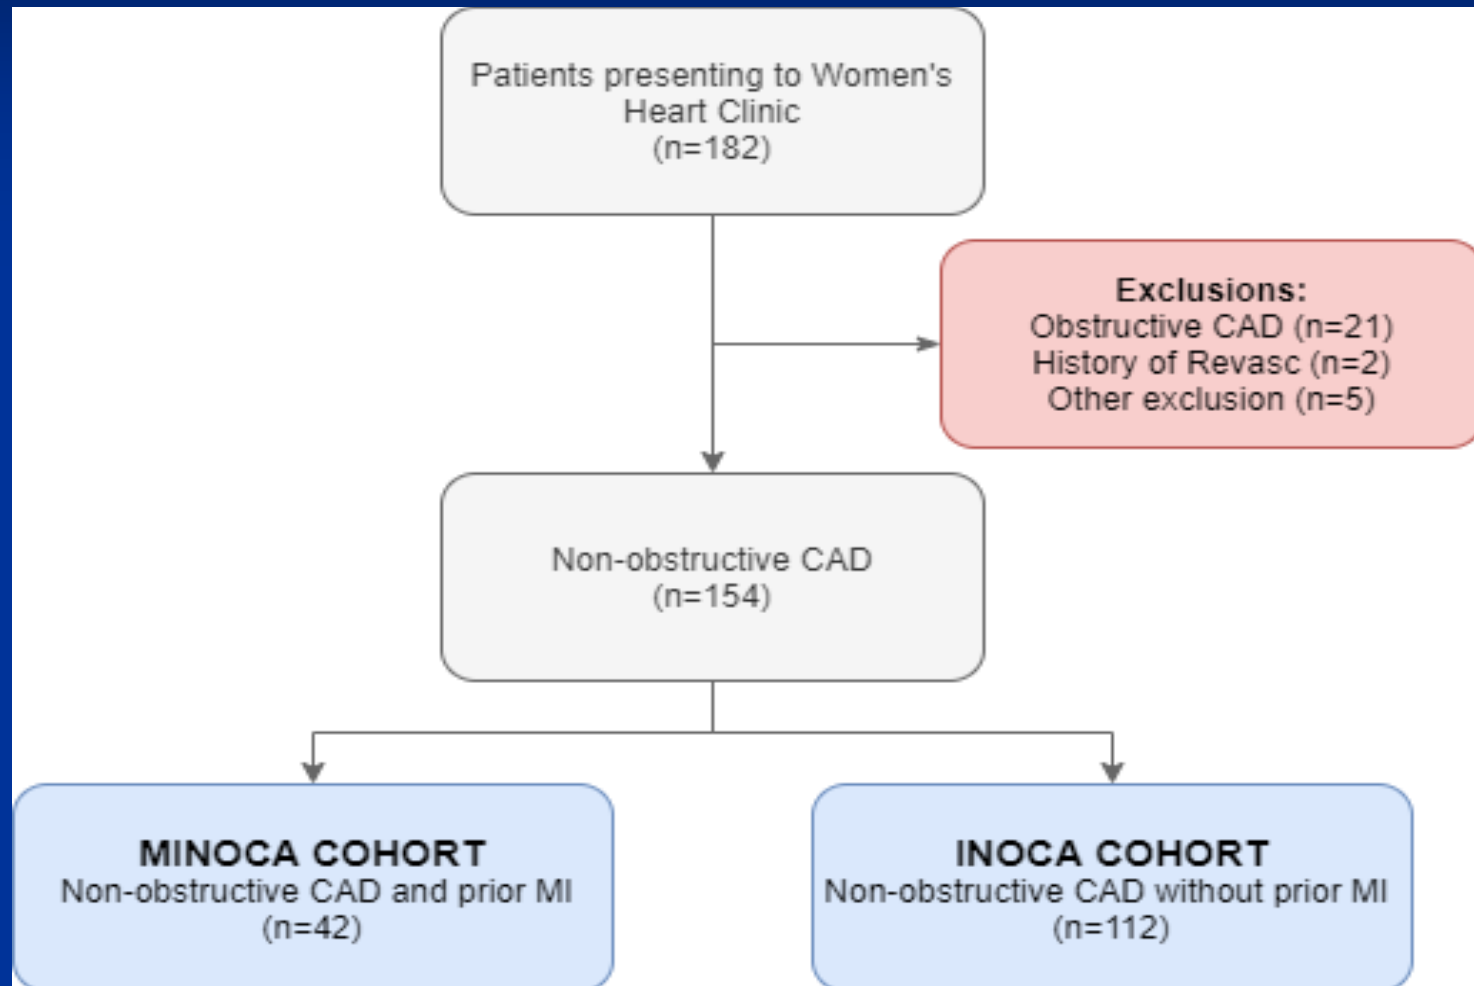 Patients presenting to Women's
Heart Clinic
(n=182)
Exclusions:
Obstructive CAD (n=21)
History of Revasc (n=2)
Other exclusion (n=5)
Non-obstructive CAD
(n=154)
MINOCA COHORT
Non-obstructive CAD and prior MI
(n=42)
INOCA COHORT
Non-obstructive CAD without prior MI
(n=112)